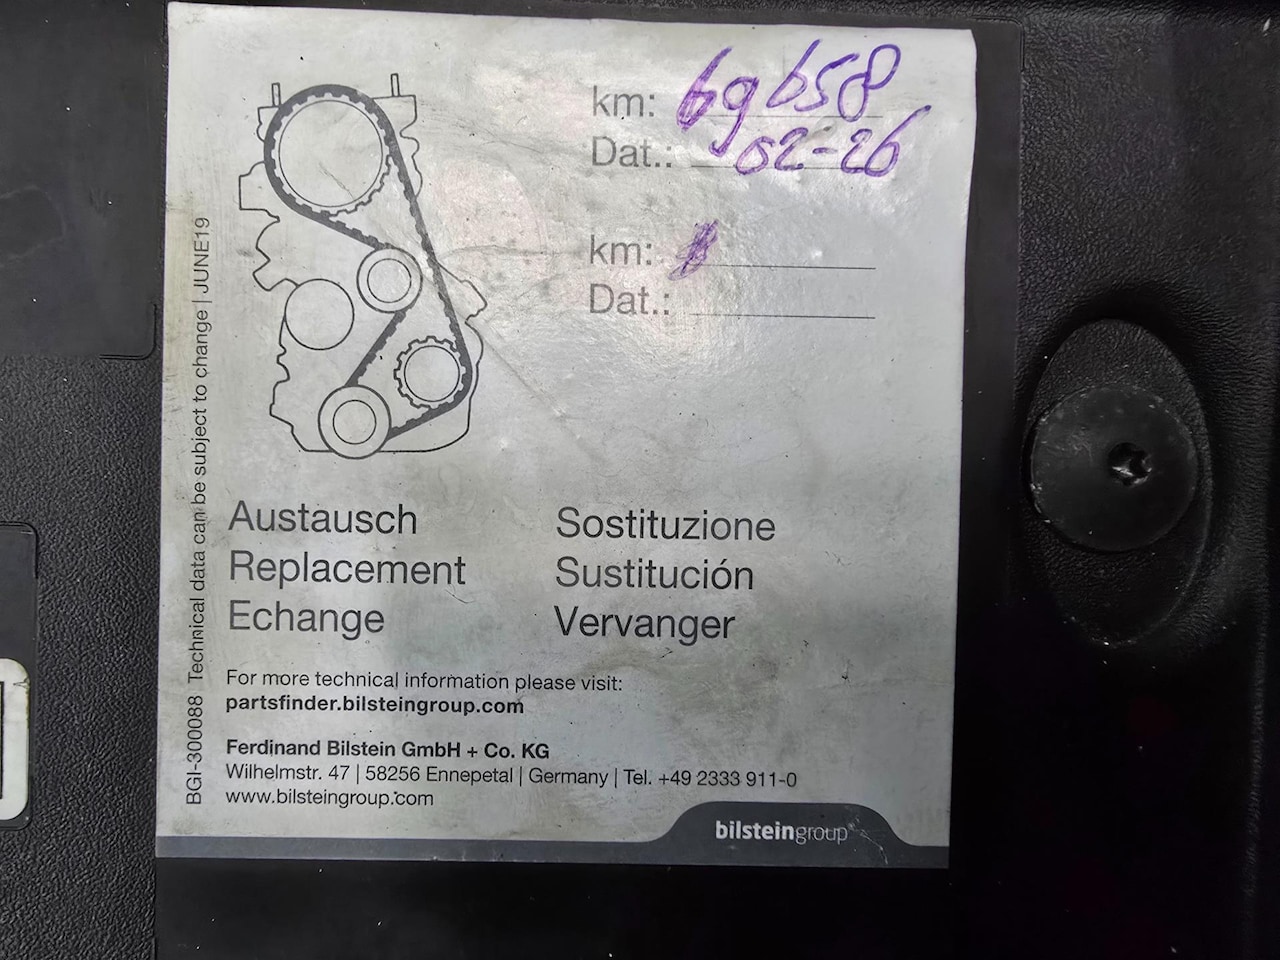 km: 69658
Dat.: 02-26
km:
Dat.:
BGI-300088 Technical data can be subject to change | JUNE19
Austausch
Replacement
Echange
Sostituzione
Sustitución
Vervanger
For more technical information please visit:
partsfinder.bilsteingroup.com
Ferdinand Bilstein GmbH + Co. KG
Wilhelmstr. 47 | 58256 Ennepetal | Germany | Tel. +49 2333 911-0
www.bilsteingroup.com
bilsteingroup®